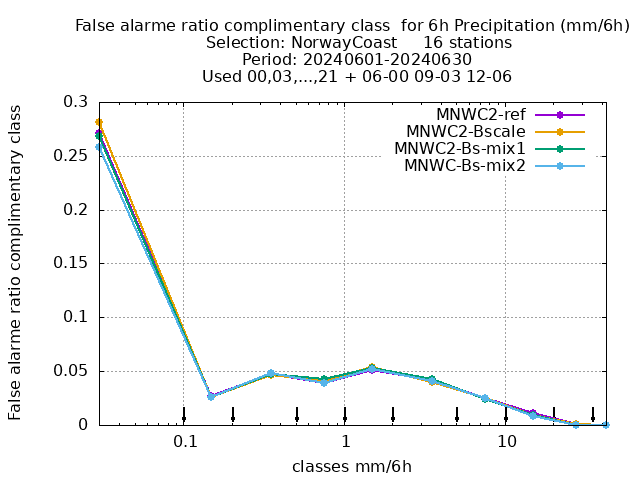 False alarme ratio complimentary class  for 6h Precipitation (mm/6h)
Selection: NorwayCoast     16 stations
Period: 20240601-20240630
Used 00,03,...,21 + 06-00 09-03 12-06
False alarme ratio complimentary class
0.3
0.25
0.2
0.15
0.1
0.05
0
MNWC2-ref
MNWC2-Bscale
MNWC2-Bs-mix1
MNWC-Bs-mix2
0.1 1 10
classes mm/6h